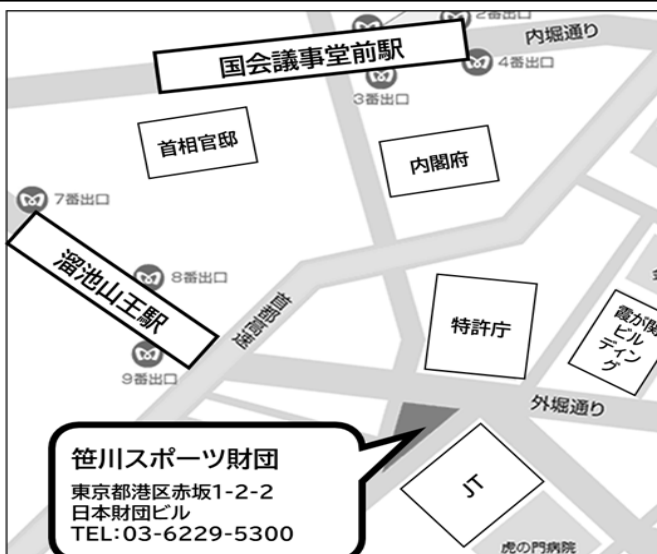 2番出口
内堀通り
国会議事堂前駅
4番出口
3番出口
首相官邸
内閣府
7番出口
溜池山王駅
8番出口
首都高速
特許庁
霞が関
ビル
ディン
グ
9番出口
外堀通り
笹川スポーツ財団
東京都港区赤坂1-2-2
日本財団ビル
TEL:03-6229-5300
JT
虎の門病院